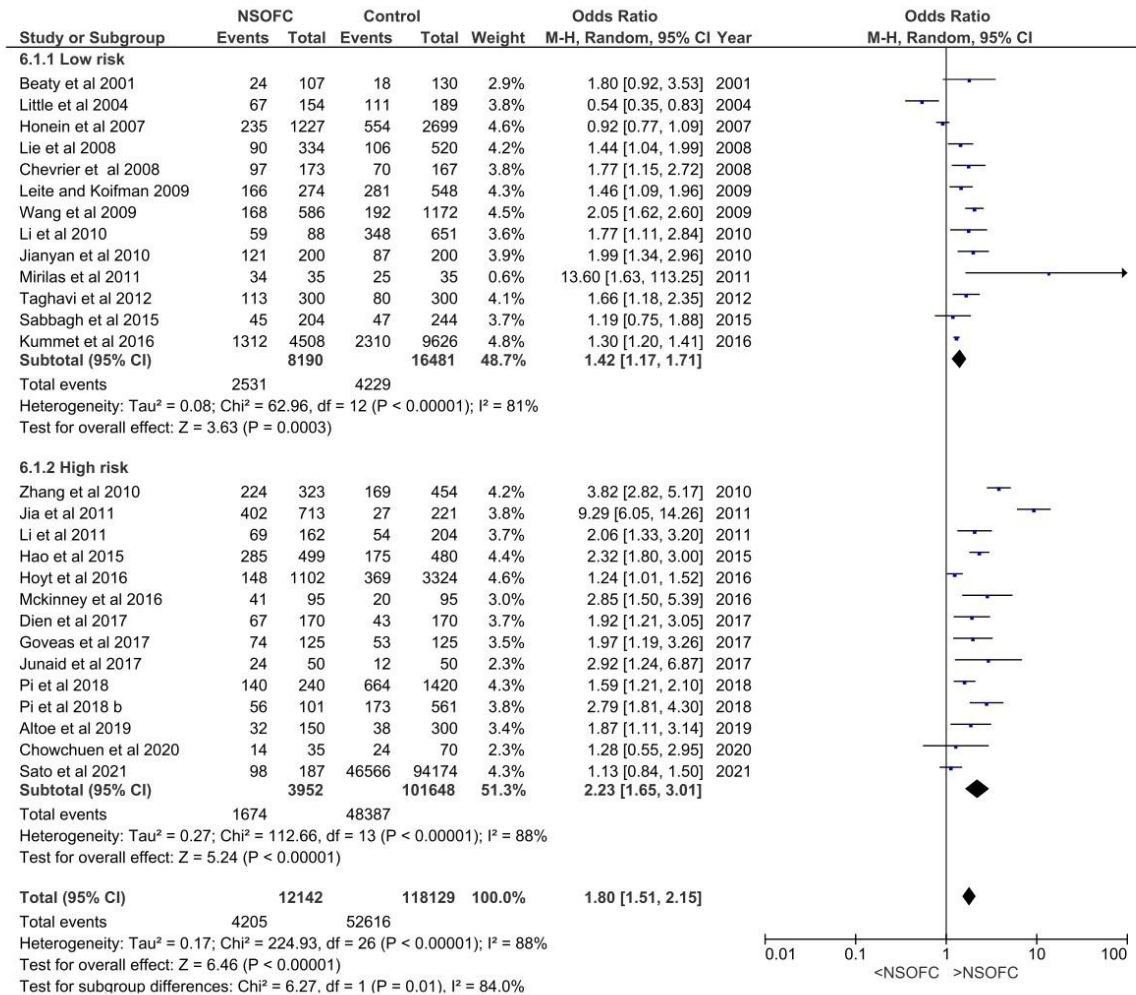 NSOFC Control Odds Ratio Odds Ratio
Study or Subgroup Events Total Events Total Weight M-H, Random, 95% CI Year M-H, Random, 95% CI
6.1.1 Low risk
Beaty et al 2001 24 107 18 130 2.9% 1.80 [0.92, 3.53] 2001
Little et al 2004 67 154 111 189 3.8% 0.54 [0.35, 0.83] 2004
Honein et al 2007 235 1227 554 2699 4.6% 0.92 [0.77, 1.09] 2007
Lie et al 2008 90 334 106 520 4.2% 1.44 [1.04, 1.99] 2008
Chevrier et al 2008 97 173 70 167 3.8% 1.77 [1.15, 2.72] 2008
Leite and Koifman 2009 166 274 281 548 4.3% 1.46 [1.09, 1.96] 2009
Wang et al 2009 168 586 192 1172 4.5% 2.05 [1.62, 2.60] 2009
Li et al 2010 59 88 348 651 3.6% 1.77 [1.11, 2.84] 2010
Jianyan et al 2010 121 200 87 200 3.9% 1.99 [1.34, 2.96] 2010
Mirilas et al 2011 34 35 25 35 0.6% 13.60 [1.63, 113.25] 2011
Taghavi et al 2012 113 300 80 300 4.1% 1.66 [1.18, 2.35] 2012
Sabbagh et al 2015 45 204 47 244 3.7% 1.19 [0.75, 1.88] 2015
Kummet et al 2016 1312 4508 2310 9626 4.8% 1.30 [1.20, 1.41] 2016
Subtotal (95% CI) 8190 16481 48.7% 1.42 [1.17, 1.71]
Total events 2531 4229
Heterogeneity: Tau² = 0.08; Chi² = 62.96, df = 12 (P < 0.00001); I² = 81%
Test for overall effect: Z = 3.63 (P = 0.0003)
6.1.2 High risk
Zhang et al 2010 224 323 169 454 4.2% 3.82 [2.82, 5.17] 2010
Jia et al 2011 402 713 27 221 3.8% 9.29 [6.05, 14.26] 2011
Li et al 2011 69 162 54 204 3.7% 2.06 [1.33, 3.20] 2011
Hao et al 2015 285 499 175 480 4.4% 2.32 [1.80, 3.00] 2015
Hoyt et al 2016 148 1102 369 3324 4.6% 1.24 [1.01, 1.52] 2016
Mckinney et al 2016 41 95 20 95 3.0% 2.85 [1.50, 5.39] 2016
Dien et al 2017 67 170 43 170 3.7% 1.92 [1.21, 3.05] 2017
Goveas et al 2017 74 125 53 125 3.5% 1.97 [1.19, 3.26] 2017
Junaid et al 2017 24 50 12 50 2.3% 2.92 [1.24, 6.87] 2017
Pi et al 2018 140 240 664 1420 4.3% 1.59 [1.21, 2.10] 2018
Pi et al 2018 b 56 101 173 561 3.8% 2.79 [1.81, 4.30] 2018
Altoe et al 2019 32 150 38 300 3.4% 1.87 [1.11, 3.14] 2019
Chowchuen et al 2020 14 35 24 70 2.3% 1.28 [0.55, 2.95] 2020
Sato et al 2021 98 187 46566 94174 4.3% 1.13 [0.84, 1.50] 2021
Subtotal (95% CI) 3952 101648 51.3% 2.23 [1.65, 3.01]
Total events 1674 48387
Heterogeneity: Tau² = 0.27; Chi² = 112.66, df = 13 (P < 0.00001); I² = 88%
Test for overall effect: Z = 5.24 (P < 0.00001)
Total (95% CI) 12142 118129 100.0% 1.80 [1.51, 2.15]
Total events 4205 52616
Heterogeneity: Tau² = 0.17; Chi² = 224.93, df = 26 (P < 0.00001); I² = 88%
Test for overall effect: Z = 6.46 (P < 0.00001)
Test for subgroup differences: Chi² = 6.27, df = 1 (P = 0.01), I² = 84.0%
0.01 0.1 1 10 100
<NSOFC >NSOFC